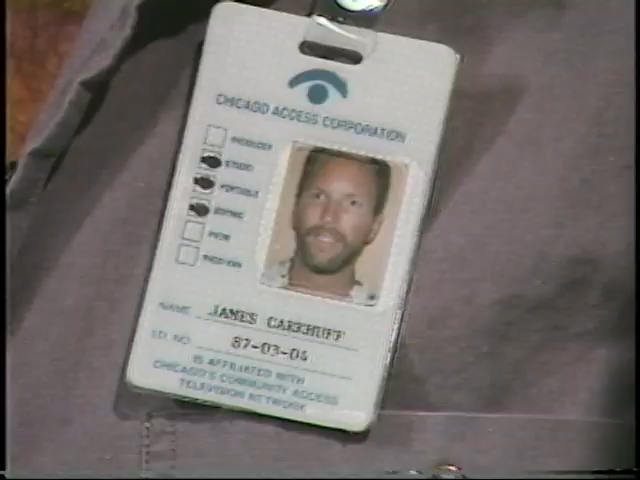 CHICAGO ACCESS CORPORATION
PRODUCER
STUDIO
PORTABLE
EDITING
NAME JAMES CARRHUFF
I.D. NO. 87-03-04
IS AFFILIATED WITH
CHICAGO'S COMMUNITY ACCESS
TELEVISION NETWORK